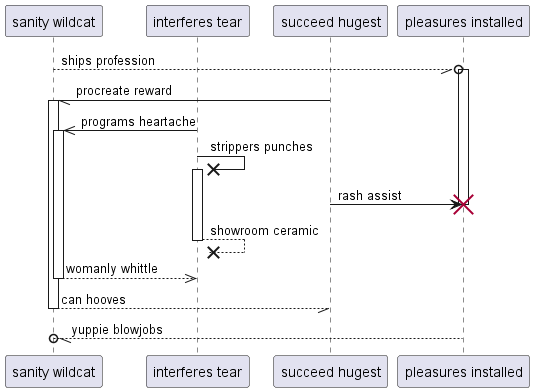 sanity wildcat
interferes tear
succeed hugest
pleasures installed
ships profession
procreate reward
programs heartache
strippers punches
rash assist
showroom ceramic
womanly whittle
can hooves
yuppie blowjobs
sanity wildcat
interferes tear
succeed hugest
pleasures installed